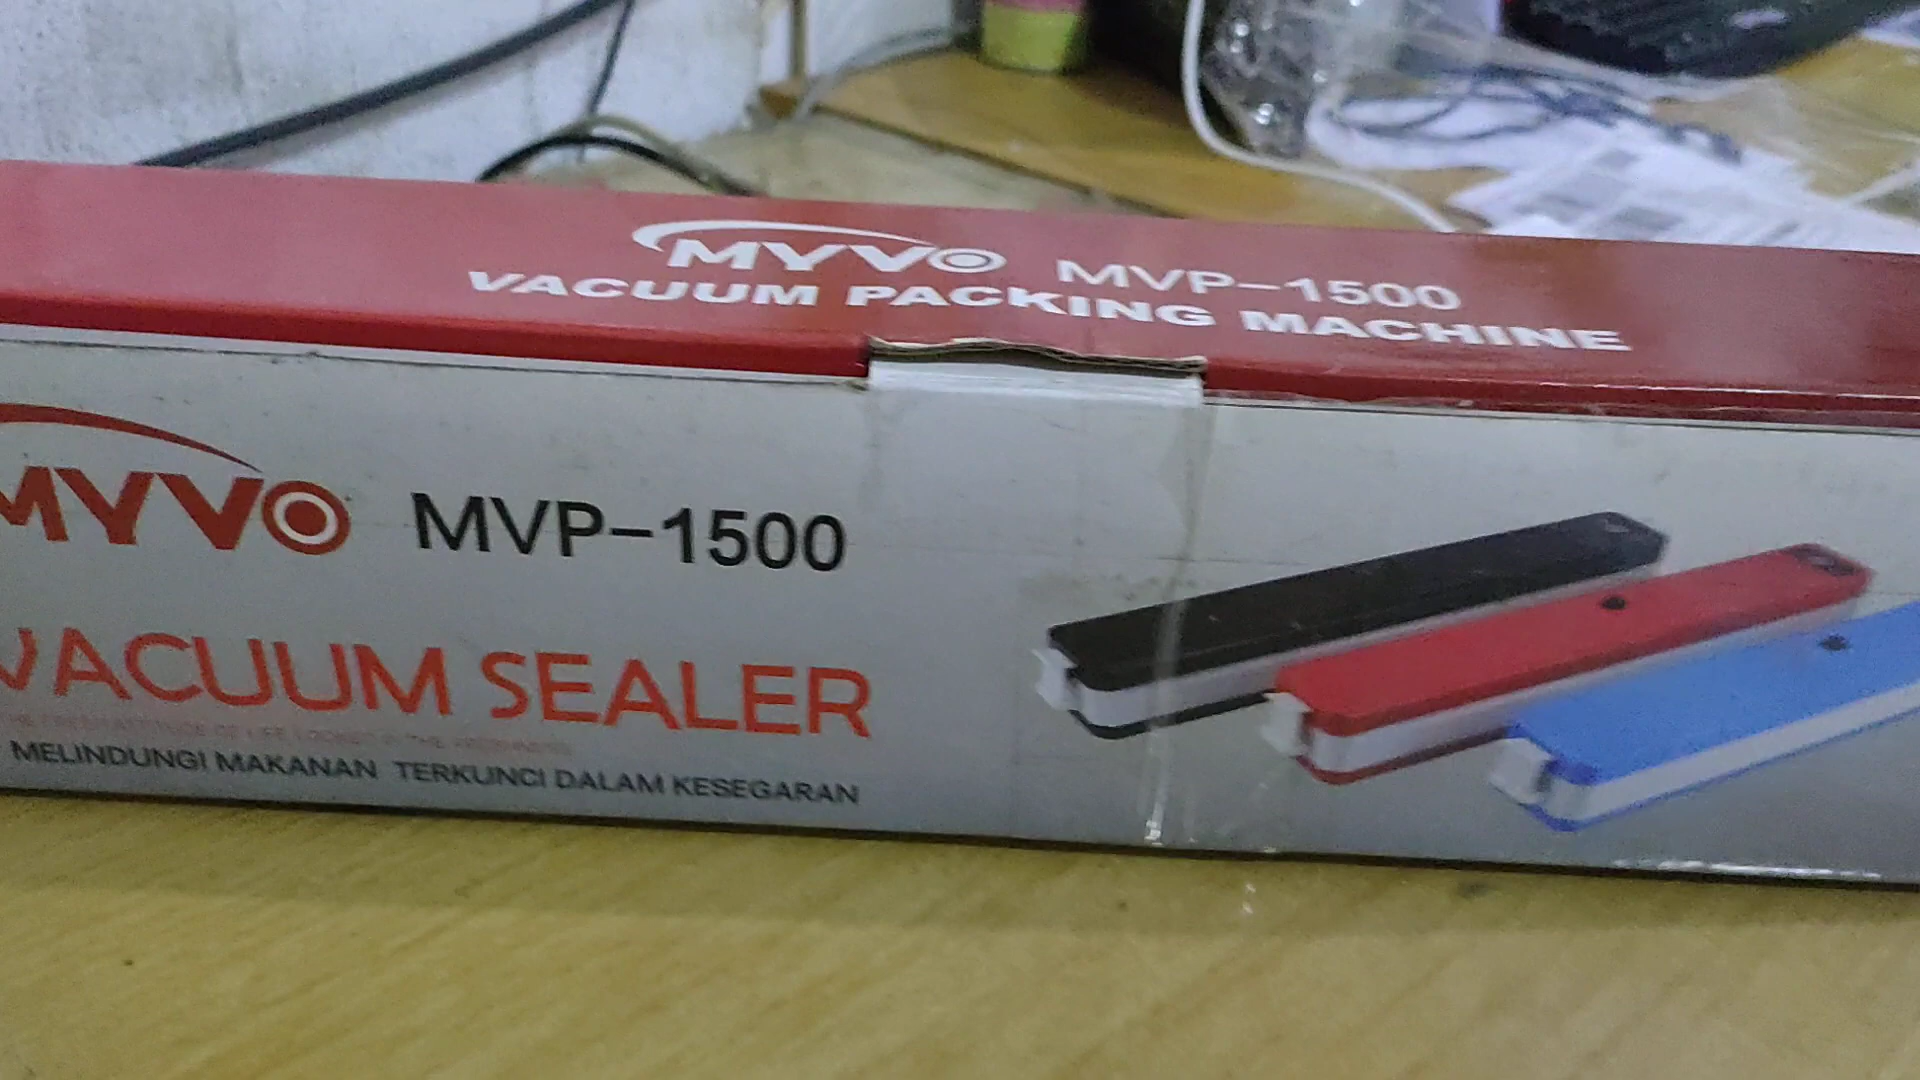 MYVO MVP-1500
VACUUM PACKING MACHINE
MYVO MVP-1500
VACUUM SEALER
MELINDUNGI MAKANAN TERKUNCI DALAM KESEGARAN